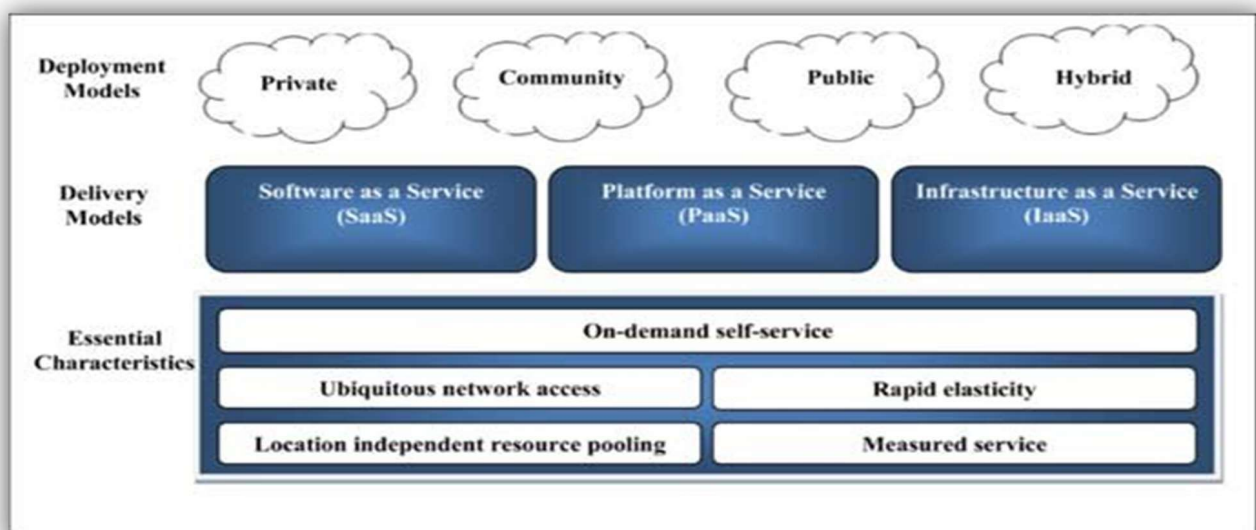 Deployment
Models
Private
Community
Public
Hybrid
Delivery
Models
Software as a Service
(SaaS)
Platform as a Service
(PaaS)
Infrastructure as a Service
(IaaS)
Essential
Characteristics
On-demand self-service
Ubiquitous network access
Rapid elasticity
Location independent resource pooling
Measured service